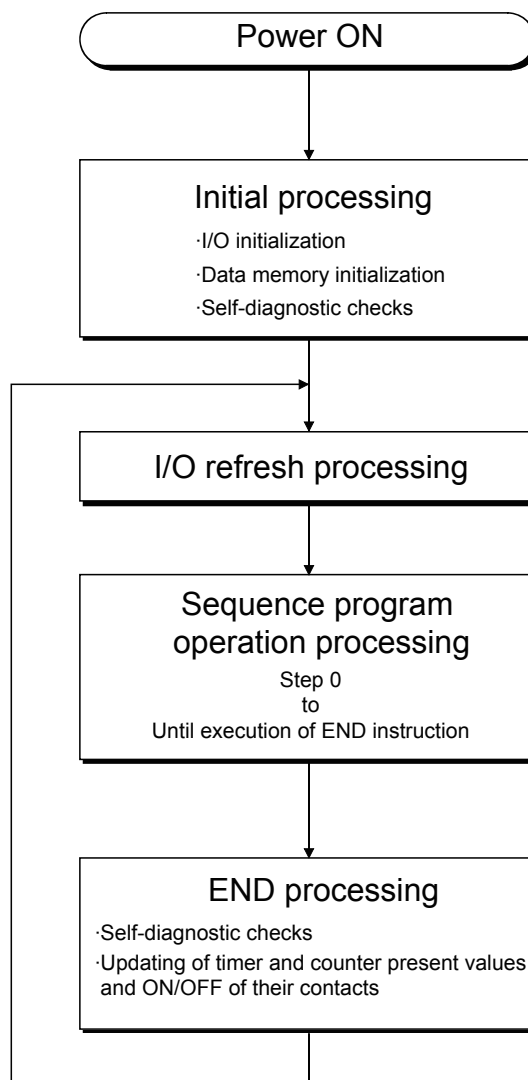 Power ON
Initial processing
·I/O initialization
·Data memory initialization
·Self-diagnostic checks
I/O refresh processing
Sequence program
operation processing
Step 0
to
Until execution of END instruction
END processing
·Self-diagnostic checks
·Updating of timer and counter present values
and ON/OFF of their contacts